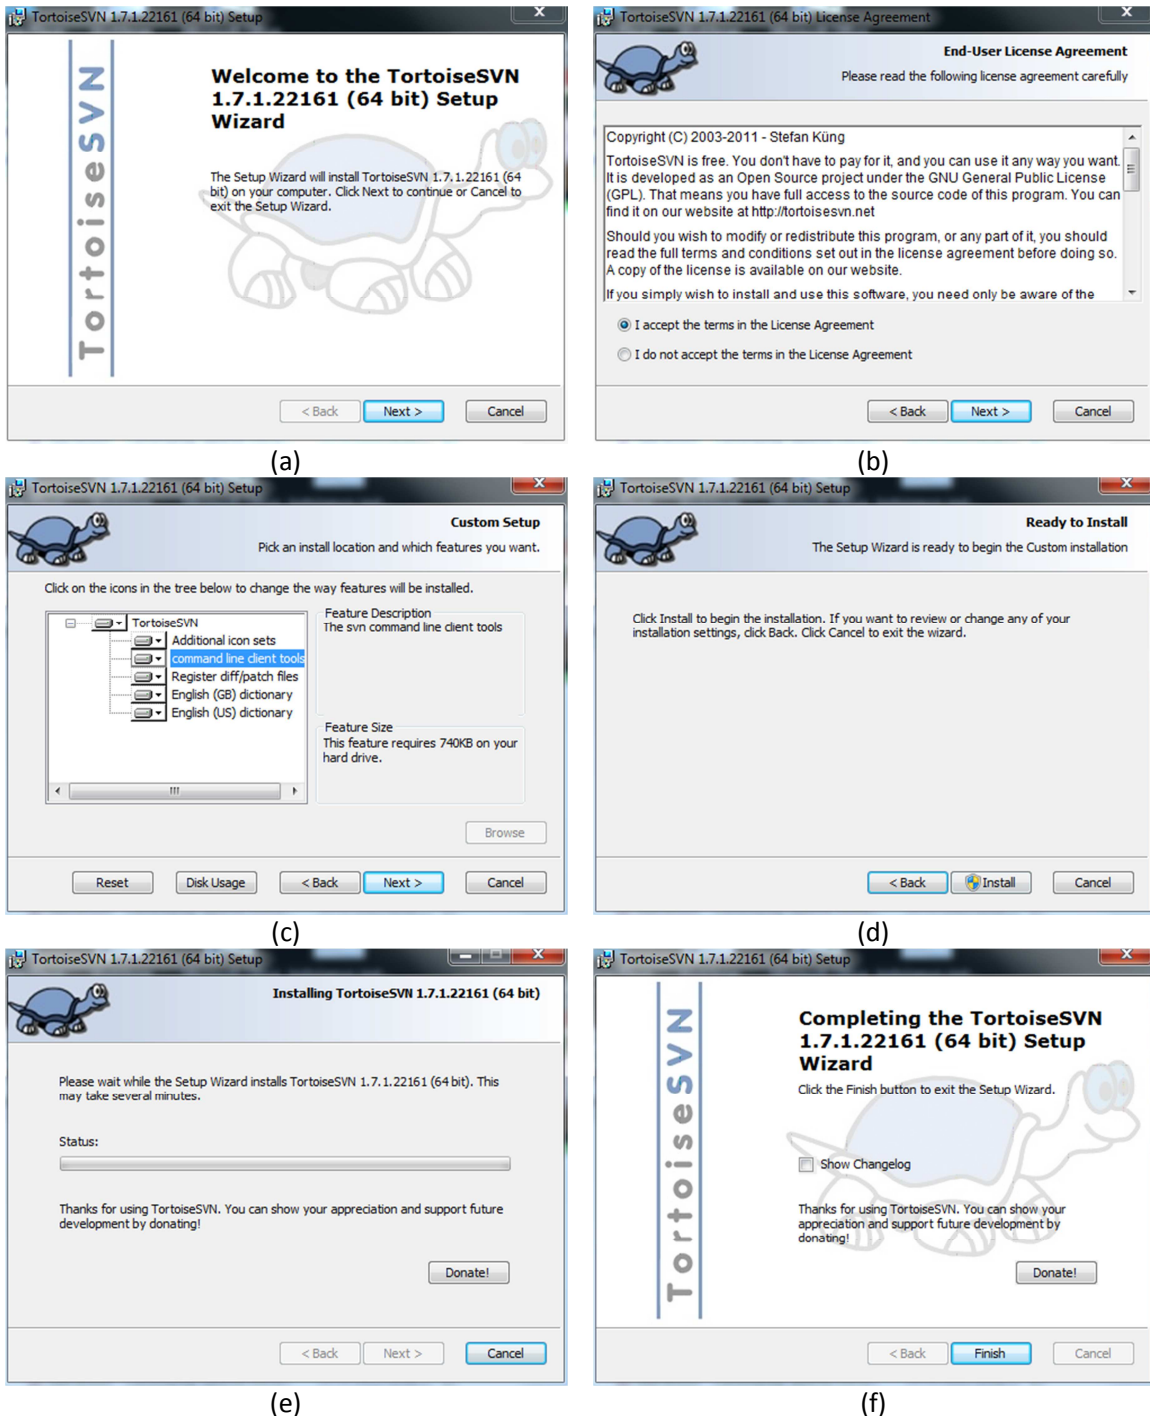 TortoiseSVN 1.7.1.22161 (64 bit) Setup
x
TortoiseSVN
Welcome to the TortoiseSVN
1.7.1.22161 (64 bit) Setup
Wizard
The Setup Wizard will install TortoiseSVN 1.7.1.22161 (64
bit) on your computer. Click Next to continue or Cancel to
exit the Setup Wizard.
< Back
Next >
Cancel
(a)
TortoiseSVN 1.7.1.22161 (64 bit) License Agreement
x
End-User License Agreement
Please read the following license agreement carefully
Copyright (C) 2003-2011 - Stefan Küng
TortoiseSVN is free. You don't have to pay for it, and you can use it any way you want.
It is developed as an Open Source project under the GNU General Public License
(GPL). That means you have full access to the source code of this program. You can
find it on our website at http://tortoisesvn.net
Should you wish to modify or redistribute this program, or any part of it, you should
read the full terms and conditions set out in the license agreement before doing so.
A copy of the license is available on our website.
If you simply wish to install and use this software, you need only be aware of the
I accept the terms in the License Agreement
I do not accept the terms in the License Agreement
< Back
Next >
Cancel
(b)
TortoiseSVN 1.7.1.22161 (64 bit) Setup
x
Custom Setup
Pick an install location and which features you want.
Click on the icons in the tree below to change the way features will be installed.
TortoiseSVN
Additional icon sets
command line client tools
Register diff/patch files
English (GB) dictionary
English (US) dictionary
Feature Description
The svn command line client tools
Feature Size
This feature requires 740KB on your
hard drive.
Browse
Reset
Disk Usage
< Back
Next >
Cancel
(c)
TortoiseSVN 1.7.1.22161 (64 bit) Setup
x
Ready to Install
The Setup Wizard is ready to begin the Custom installation
Click Install to begin the installation. If you want to review or change any of your
installation settings, click Back. Click Cancel to exit the wizard.
< Back
Install
Cancel
(d)
TortoiseSVN 1.7.1.22161 (64 bit) Setup
x
Installing TortoiseSVN 1.7.1.22161 (64 bit)
Please wait while the Setup Wizard installs TortoiseSVN 1.7.1.22161 (64 bit). This
may take several minutes.
Status:
Thanks for using TortoiseSVN. You can show your appreciation and support future
development by donating!
Donate!
< Back
Next >
Cancel
(e)
TortoiseSVN 1.7.1.22161 (64 bit) Setup
x
TortoiseSVN
Completing the TortoiseSVN
1.7.1.22161 (64 bit) Setup
Wizard
Click the Finish button to exit the Setup Wizard.
Show Changelog
Thanks for using TortoiseSVN. You can show your
appreciation and support future development by
donating!
Donate!
< Back
Finish
Cancel
(f)